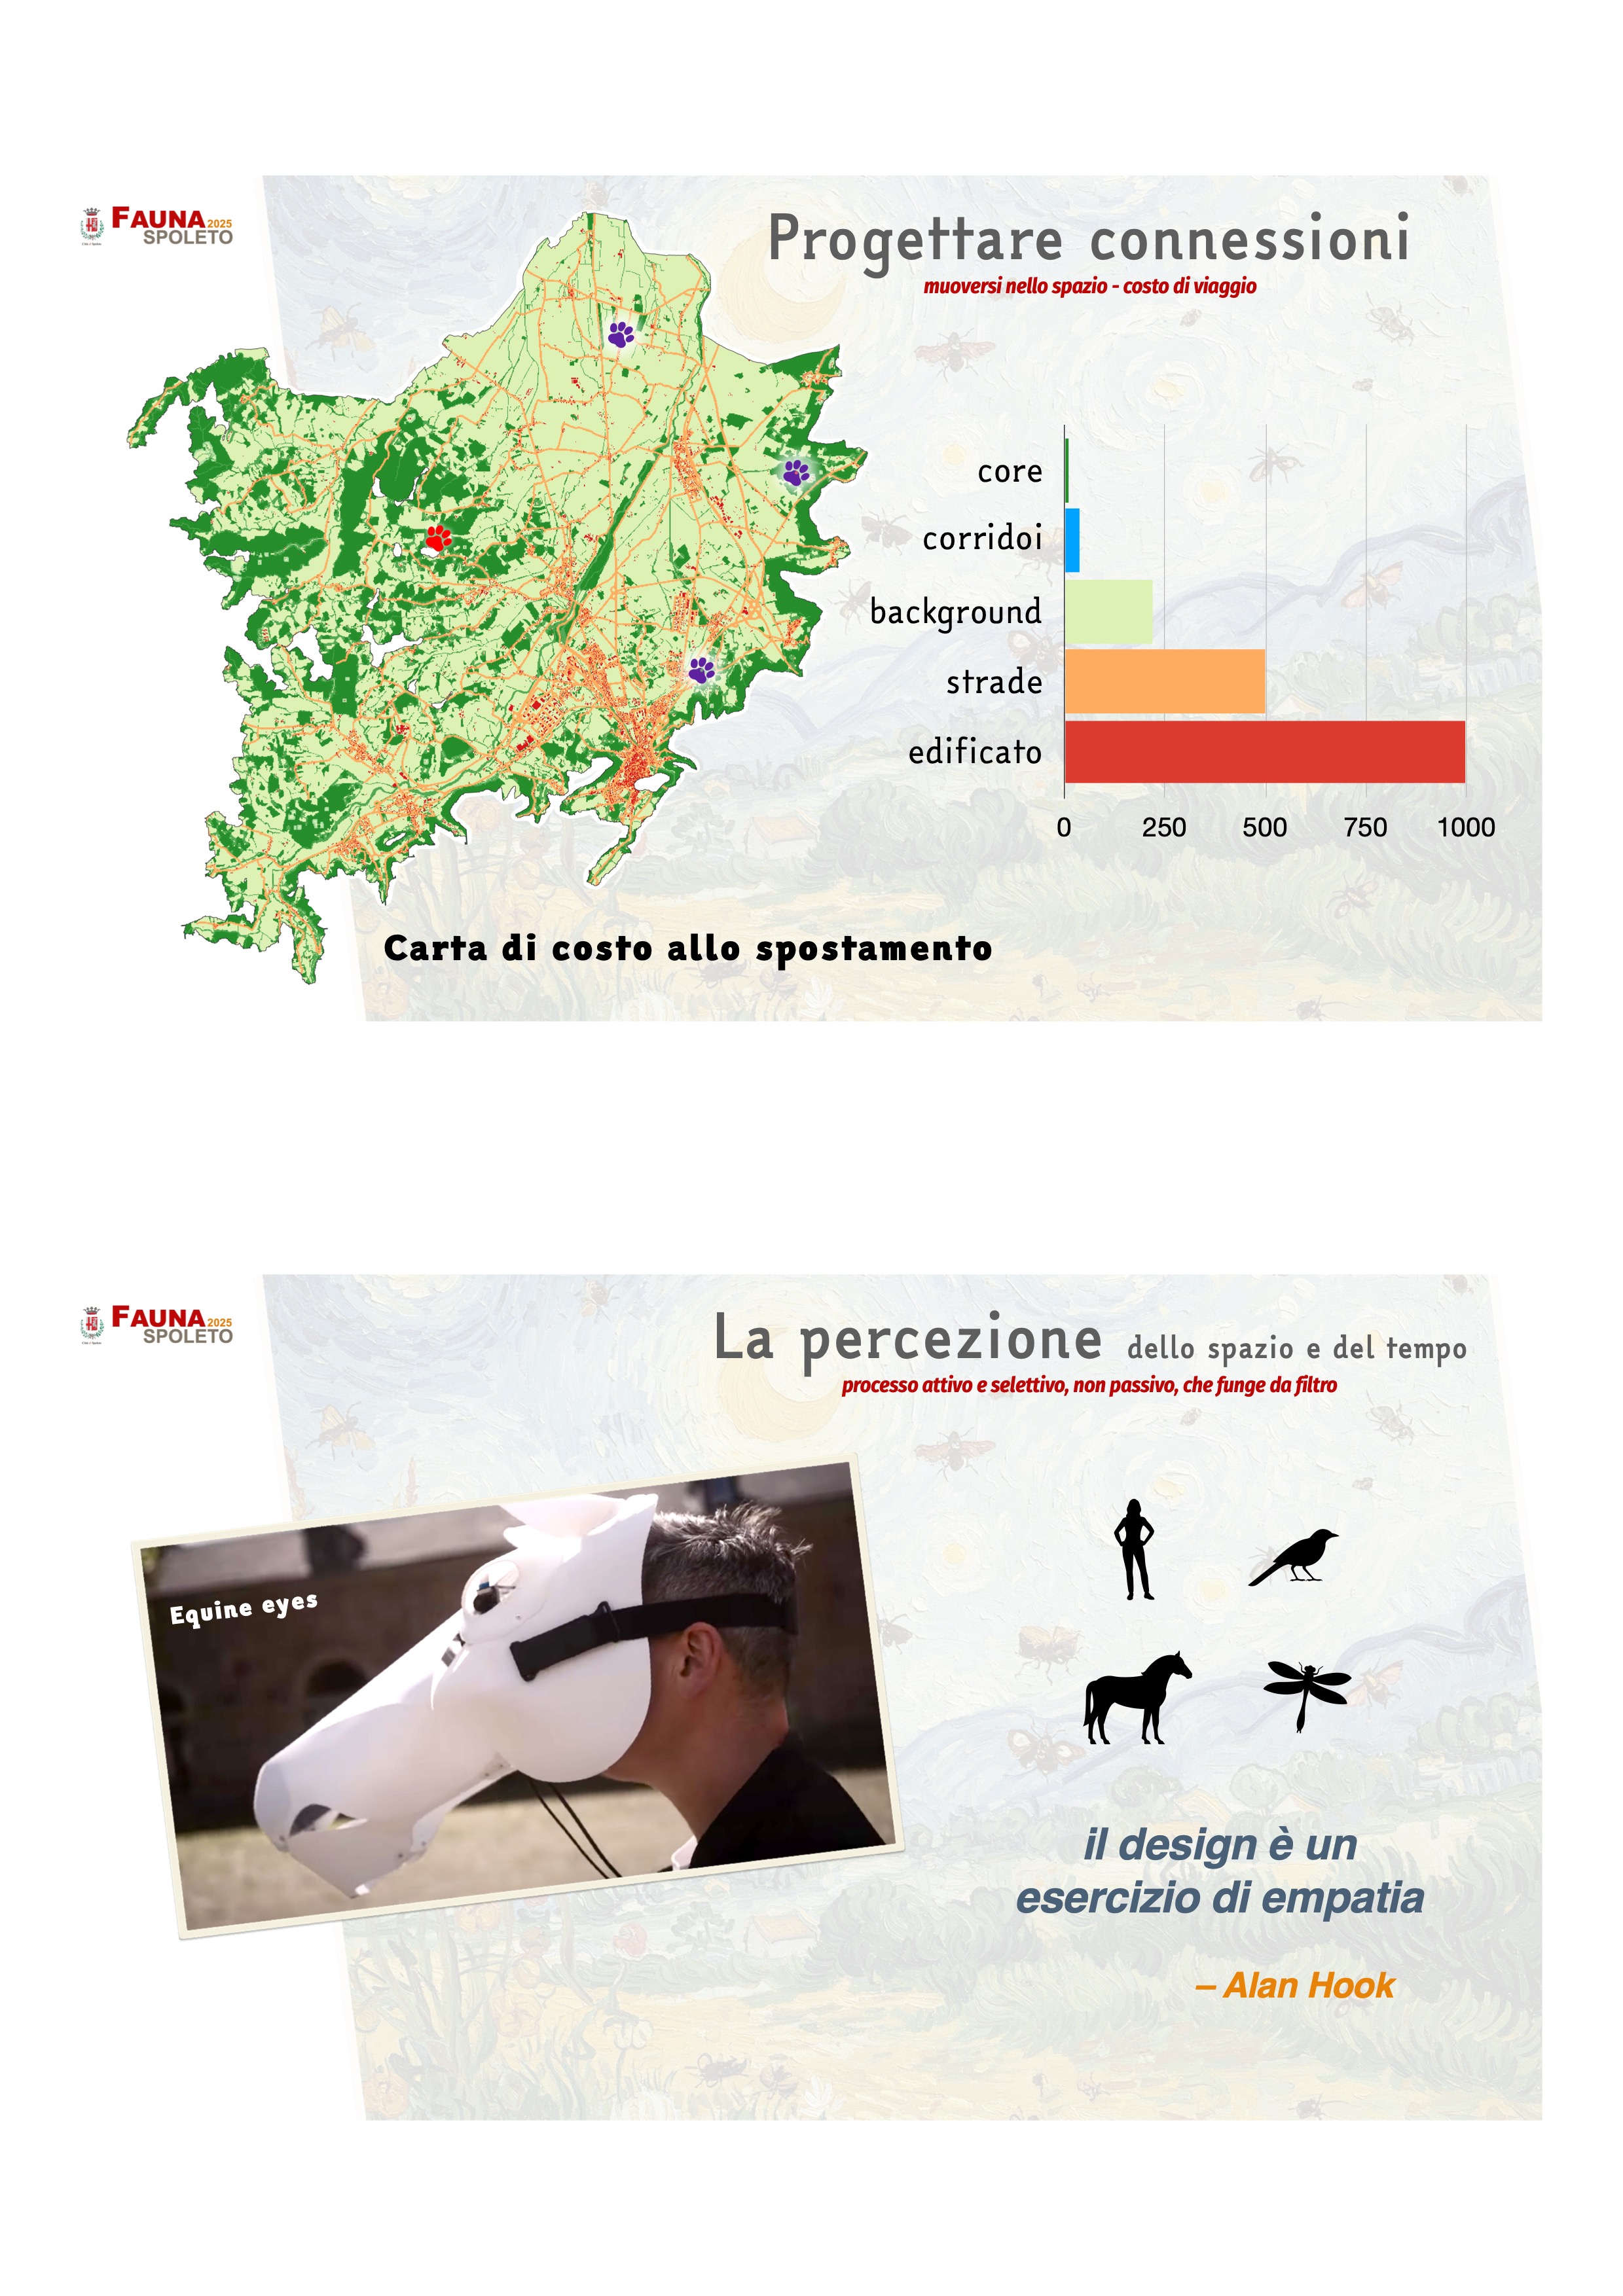 FAUNA 2025
SPOLETO
Progettare connessioni
muoversi nello spazio - costo di viaggio
core
corridoi
background
strade
edificato
0 250 500 750 1000
Carta di costo allo spostamento
FAUNA 2025
SPOLETO
La percezione dello spazio e del tempo
processo attivo e selettivo, non passivo, che funge da filtro
Equine eyes
il design è un
esercizio di empatia
– Alan Hook